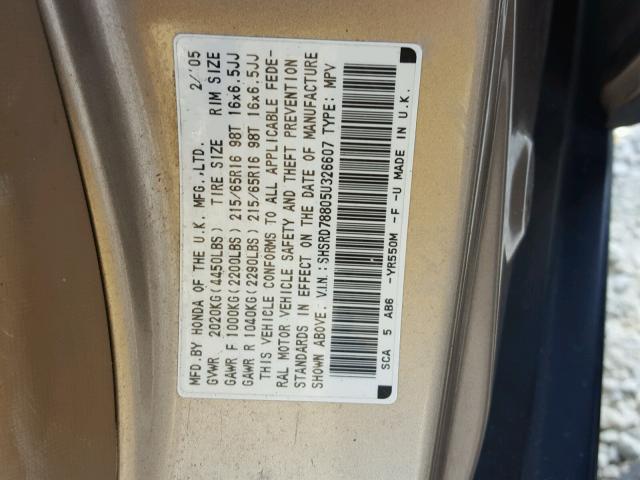 MFD.BY HONDA OF THE U.K. MFG.,LTD. 2/'05
GVWR 2020KG(4450LBS) TIRE SIZE RIM SIZE
GAWR F 1000KG(2200LBS) 215/65R16 98T 16x6.5JJ
GAWR R 1040KG(2290LBS) 215/65R16 98T 16x6.5JJ
THIS VEHICLE CONFORMS TO ALL APPLICABLE FEDE-
RAL MOTOR VEHICLE SAFETY AND THEFT PREVENTION
STANDARDS IN EFFECT ON THE DATE OF MANUFACTURE
SHOWN ABOVE. V.I.N.:SHSRD78805U326607 TYPE: MPV
SCA 5 AB6 -YR550M -F -U MADE IN U.K.